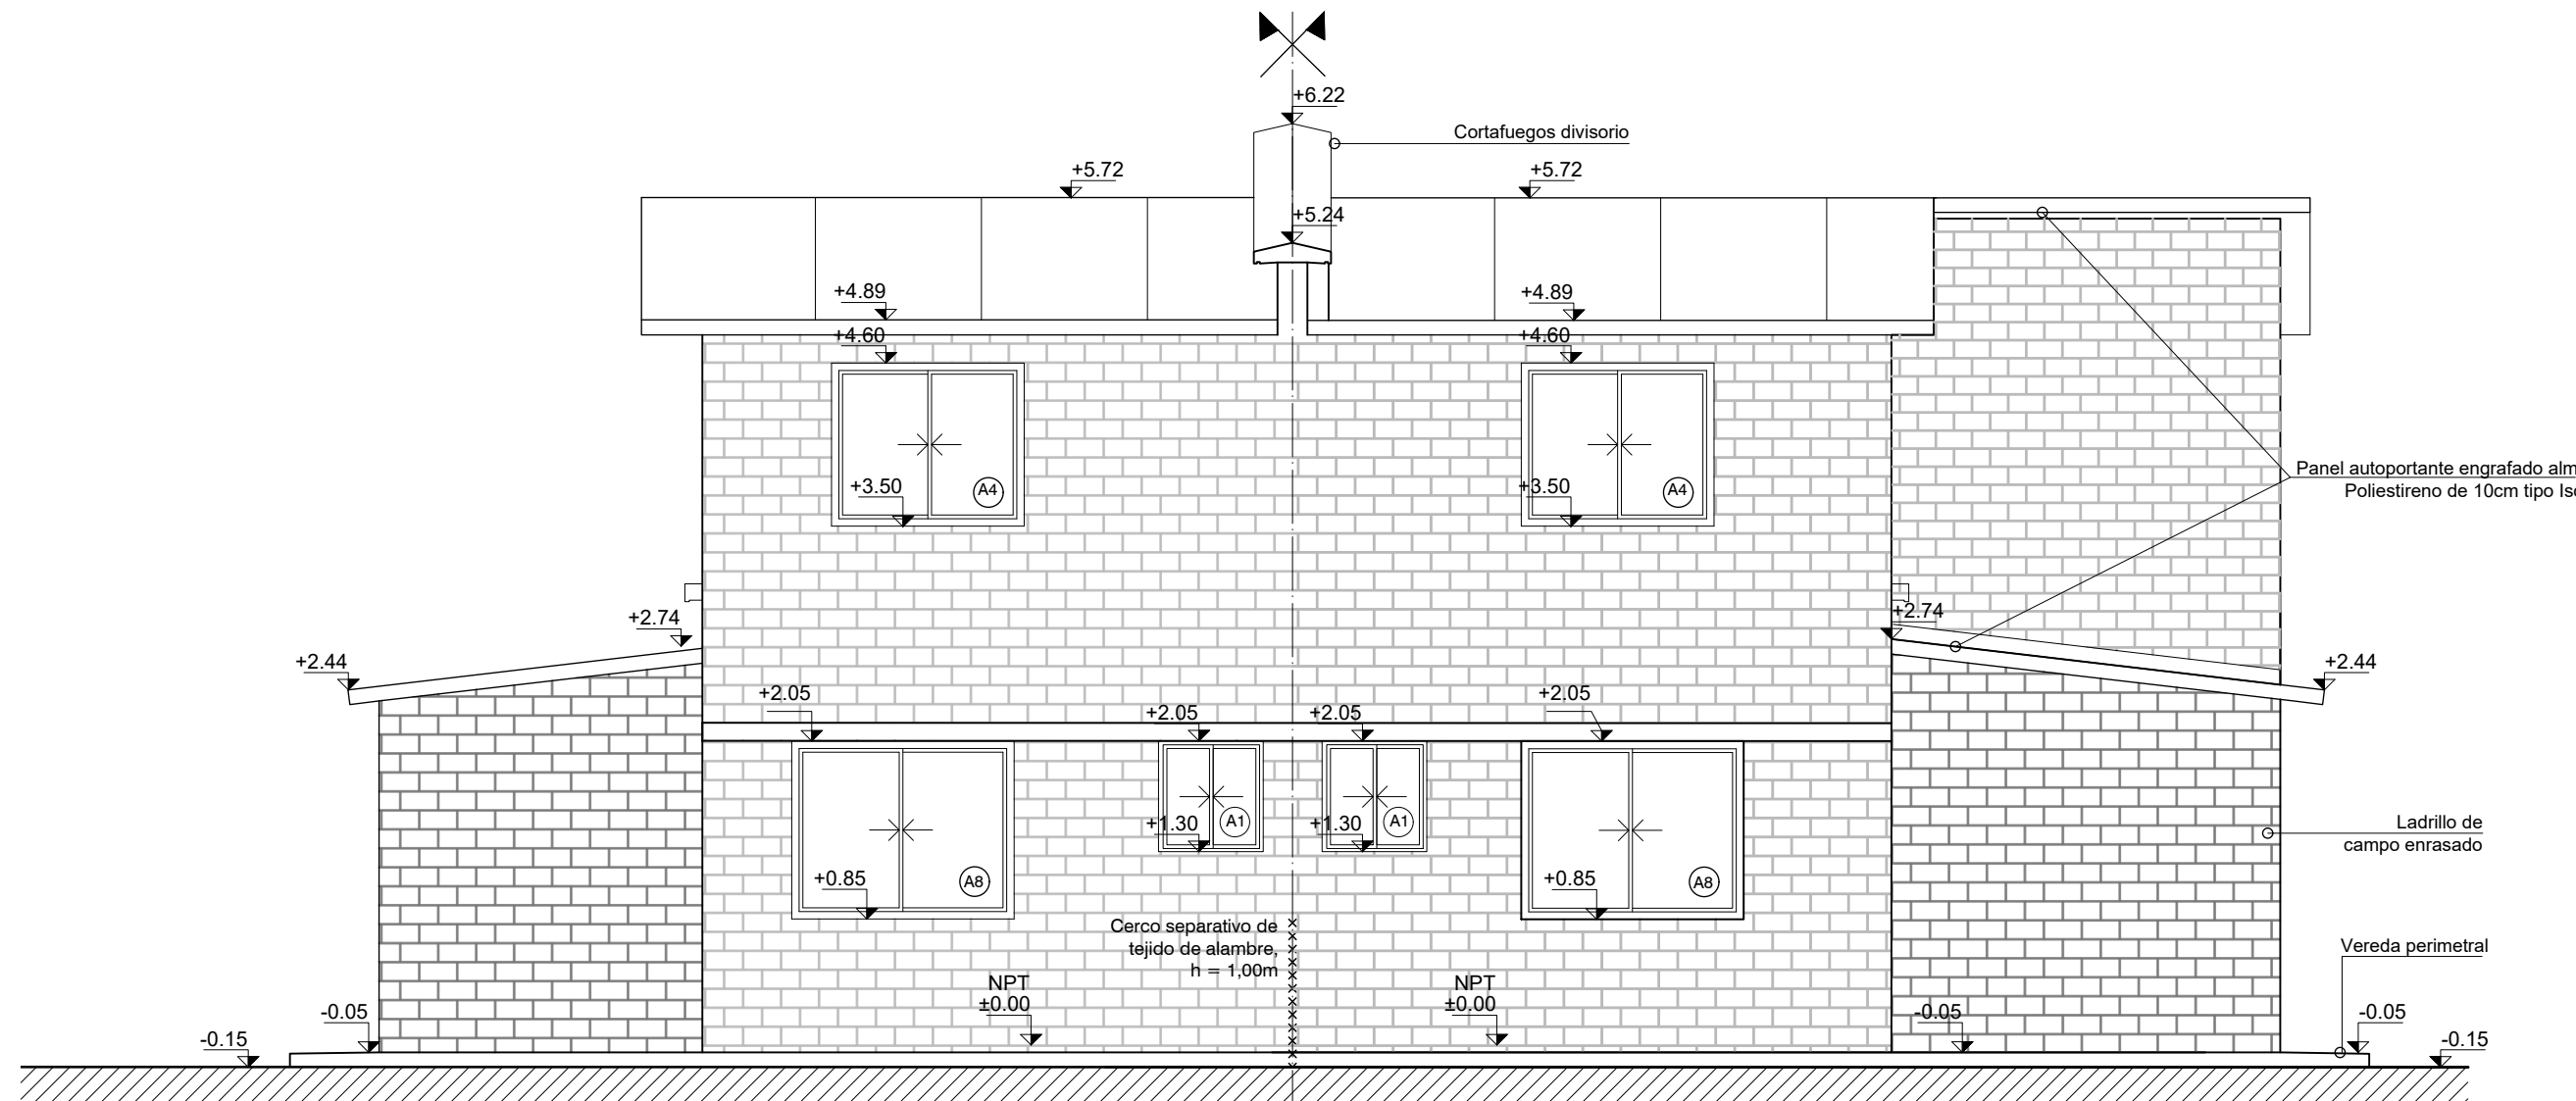 +6.22
Cortafuegos divisorio
+5.72
+5.72
+5.24
+4.89
+4.89
+4.60
+4.60
Panel autoportante engrafado alm
Poliestireno de 10cm tipo
+3.50
A4
+3.50
A4
+2.74
+2.74
+2.44
+2.44
+2.05
+2.05
+2.05
+2.05
+1.30
A1
+1.30
A1
Ladrillo de
campo enrasado
+0.85
A8
+0.85
A8
Cerco separativo de
tejido de alambre,
h = 1,00m
Vereda perimetral
NPT
±0.00
NPT
±0.00
-0.05
-0.05
-0.05
-0.15
-0.15